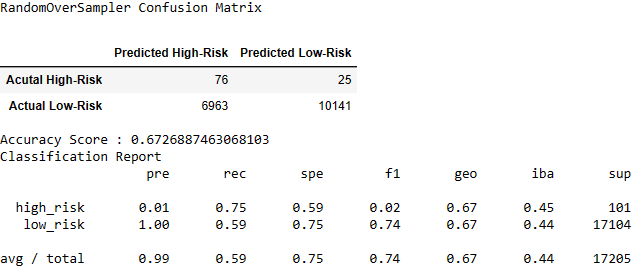 RandomOverSampler Confusion Matrix
Predicted High-Risk Predicted Low-Risk
Acutal High-Risk 76 25
Actual Low-Risk 6963 10141
Accuracy Score : 0.6726887463068103
Classification Report
pre rec spe f1 geo iba sup
high_risk 0.01 0.75 0.59 0.02 0.67 0.45 101
low_risk 1.00 0.59 0.75 0.74 0.67 0.44 17104
avg / total 0.99 0.59 0.75 0.74 0.67 0.44 17205